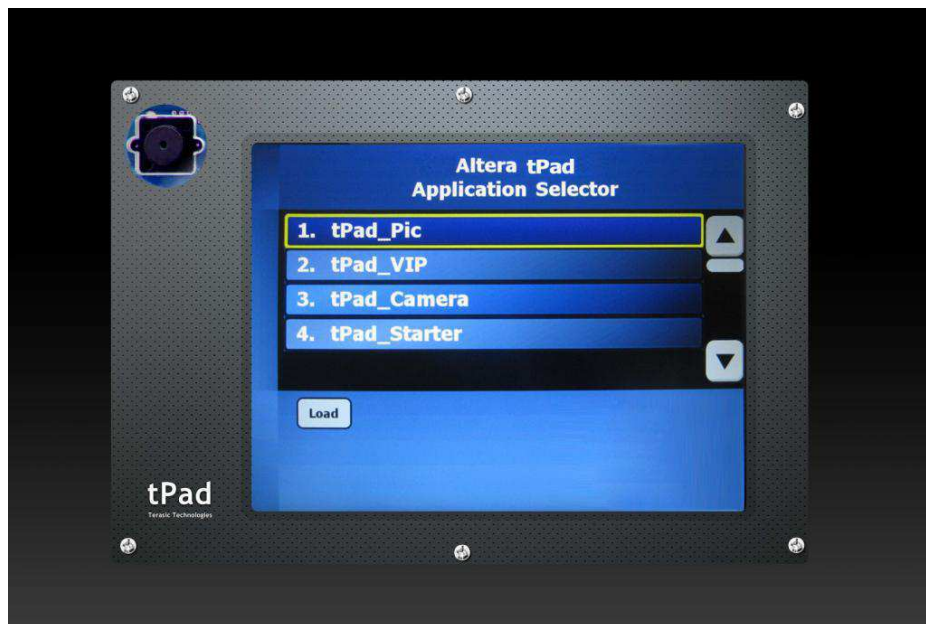 Altera tPad
Application Selector
1. tPad_Pic
2. tPad_VIP
3. tPad_Camera
4. tPad_Starter
Load
tPad
Terasic Technologies